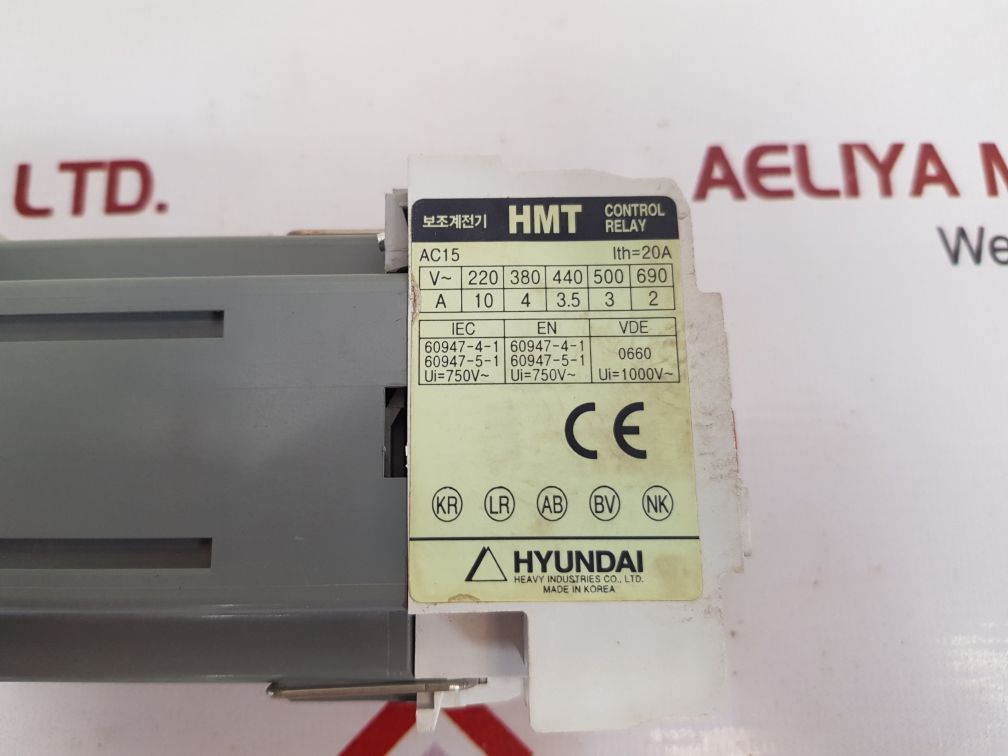 LTD.
AELIYA M
We
보조계전기 HMT CONTROL RELAY
AC15 Ith=20A
V~ 220 380 440 500 690
A 10 4 3.5 3 2
IEC EN VDE
60947-4-1 60947-4-1 0660
60947-5-1 60947-5-1
Ui=750V~ Ui=750V~ Ui=1000V~
CE
KR LR AB BV NK
HYUNDAI
HEAVY INDUSTRIES CO., LTD.
MADE IN KOREA